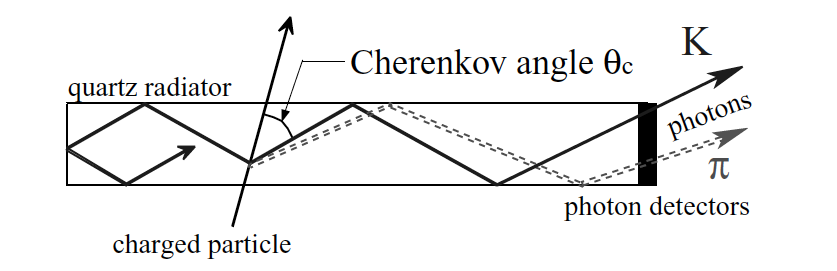 K
Cherenkov angle θc
quartz radiator
photons
π
photon detectors
charged particle